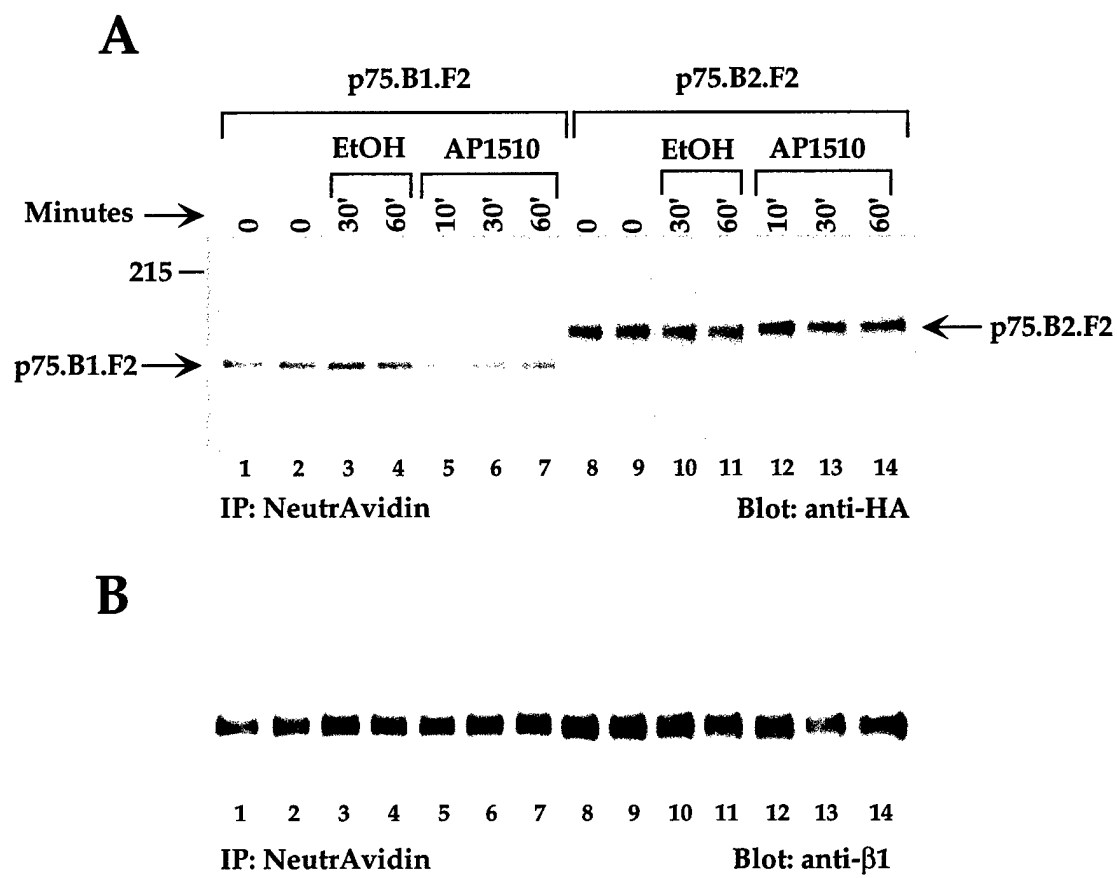 A
p75.B1.F2 p75.B2.F2
EtOH AP1510 EtOH AP1510
Minutes 0 0 30' 60' 10' 30' 60' 0 0 30' 60' 10' 30' 60'
215
p75.B2.F2
p75.B1.F2
1 2 3 4 5 6 7 8 9 10 11 12 13 14
IP: NeutrAvidin Blot: anti-HA
B
1 2 3 4 5 6 7 8 9 10 11 12 13 14
IP: NeutrAvidin Blot: anti-β1